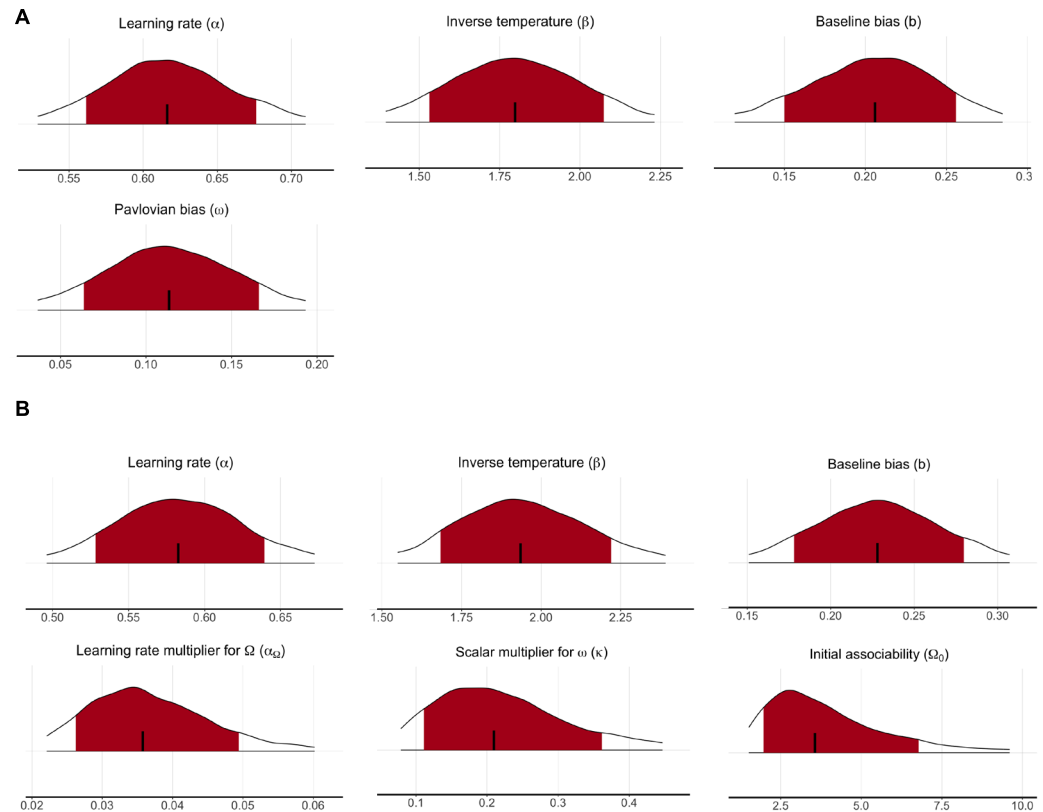 A
Learning rate (α)
Inverse temperature (β)
Baseline bias (b)
0.55 0.60 0.65 0.70
1.50 1.75 2.00 2.25
0.15 0.20 0.25 0.3
Pavlovian bias (ω)
0.05 0.10 0.15 0.20
B
Learning rate (α)
Inverse temperature (β)
Baseline bias (b)
0.50 0.55 0.60 0.65
1.50 1.75 2.00 2.25
0.15 0.20 0.25 0.30
Learning rate multiplier for Ω (αΩ)
Scalar multiplier for ω (κ)
Initial associability (Ω0)
0.02 0.03 0.04 0.05 0.06
0.1 0.2 0.3 0.4
2.5 5.0 7.5 10.0